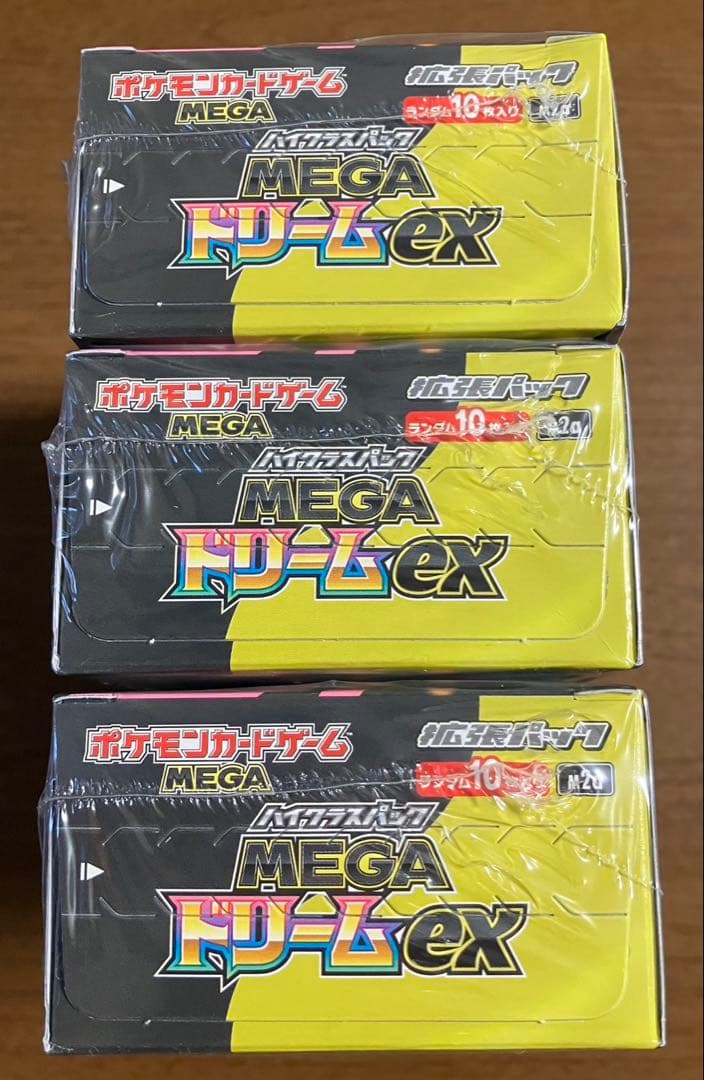 ポケモンカードゲーム
MEGA
拡張パック
ランダム10枚入り
M2a
ハイクラスパック
MEGA
ドリームex
ポケモンカードゲーム
MEGA
拡張パック
ランダム10枚
M2a
ハイクラスパック
MEGA
ドリームex
ポケモンカードゲーム
MEGA
拡張パック
ランダム10
M2a
ハイクラスパック
MEGA
ドリームex